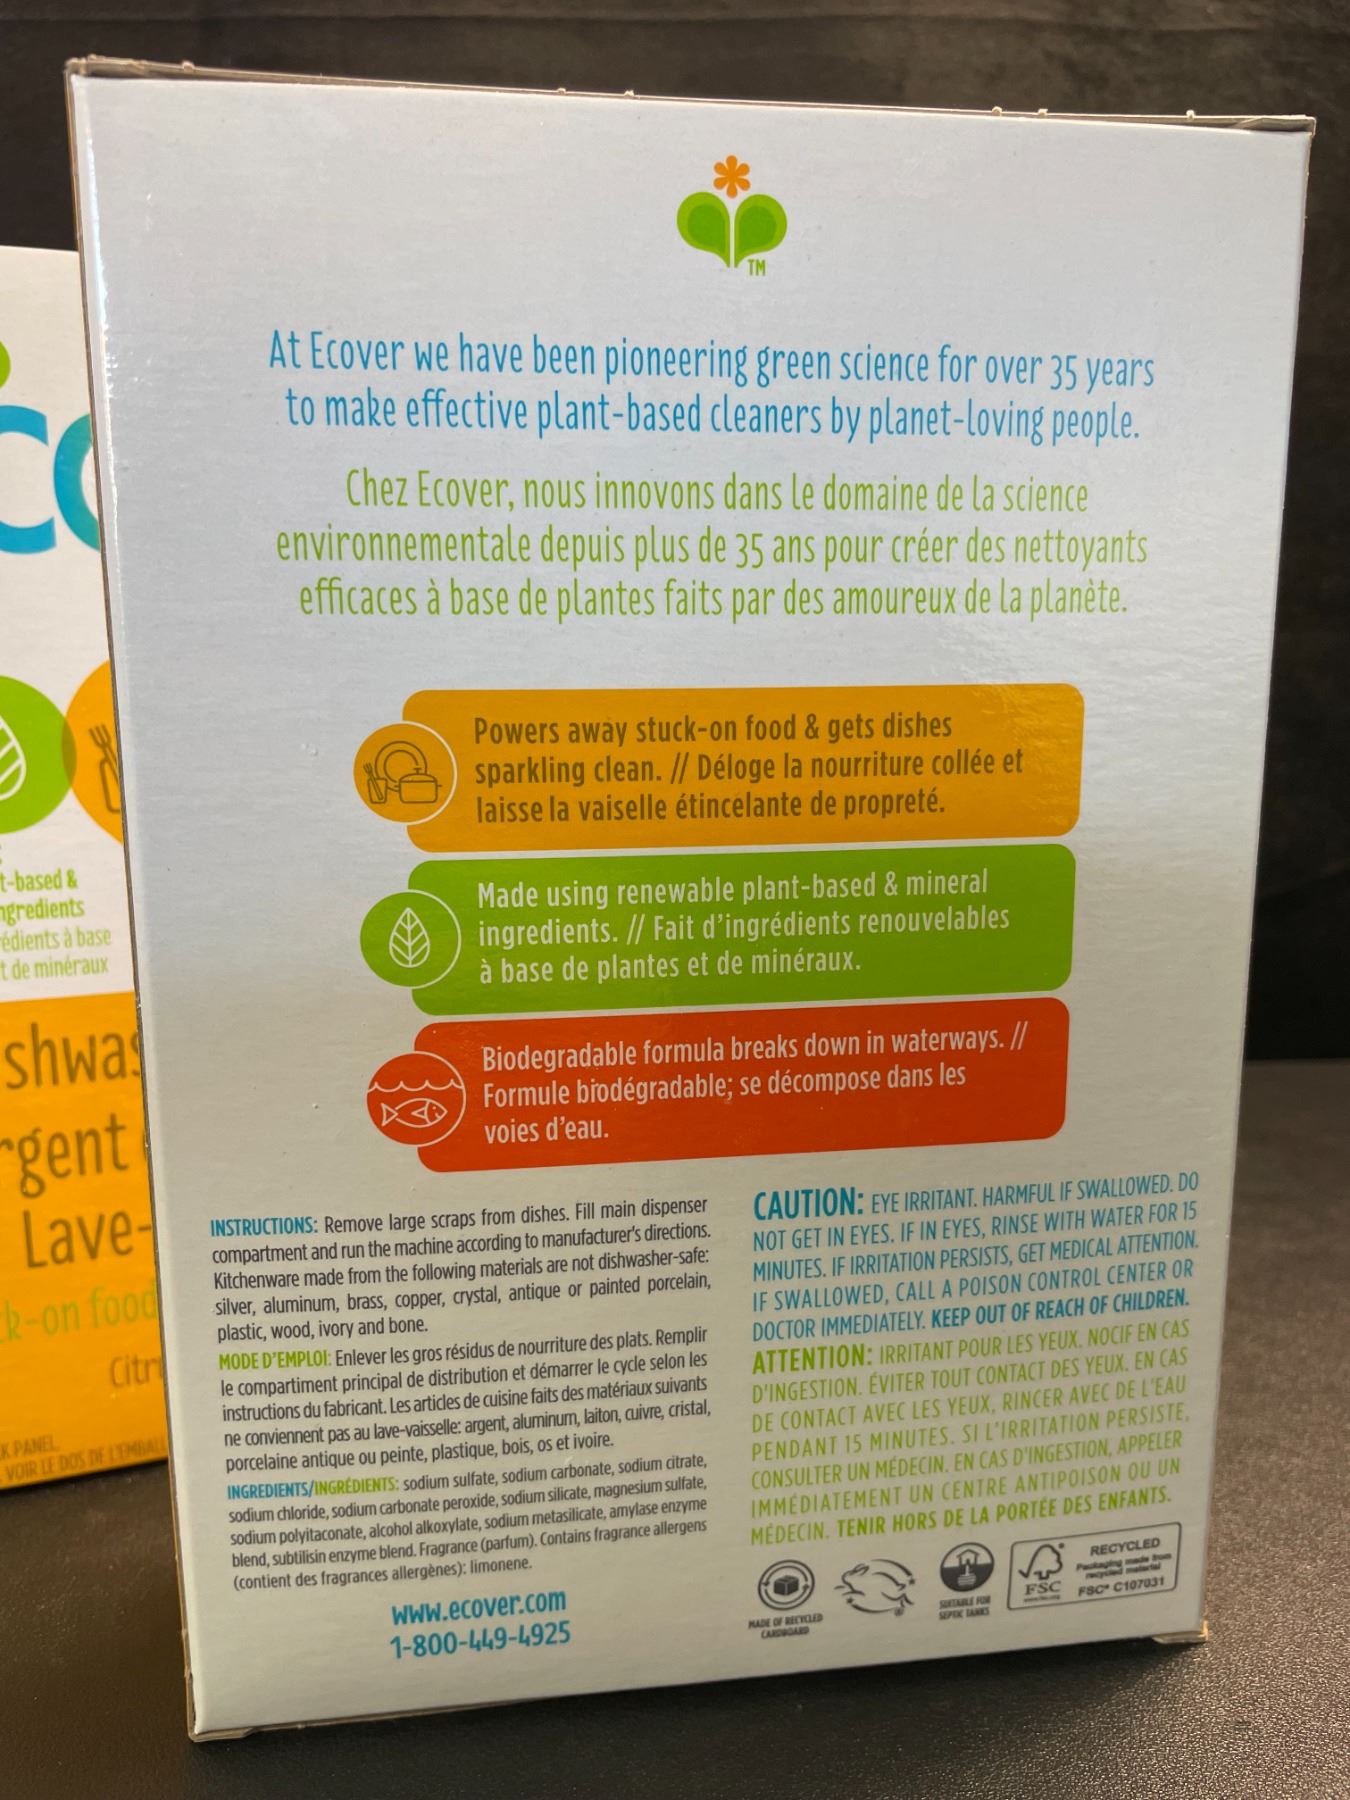 TM
At Ecover we have been pioneering green science for over 35 years
to make effective plant-based cleaners by planet-loving people.
Chez Ecover, nous innovons dans le domaine de la science
environnementale depuis plus de 35 ans pour créer des nettoyants
efficaces à base de plantes faits par des amoureux de la planète.
Powers away stuck-on food & gets dishes
sparkling clean. // Déloge la nourriture collée et
laisse la vaiselle étincelante de propreté.
Made using renewable plant-based & mineral
ingredients. // Fait d'ingrédients renouvelables
à base de plantes et de minéraux.
Biodegradable formula breaks down in waterways. //
Formule biodégradable; se décompose dans les
voies d'eau.
INSTRUCTIONS: Remove large scraps from dishes. Fill main dispenser
compartment and run the machine according to manufacturer's directions.
Kitchenware made from the following materials are not dishwasher-safe:
silver, aluminum, brass, copper, crystal, antique or painted porcelain,
plastic, wood, ivory and bone.
MODE D'EMPLOI: Enlever les gros résidus de nourriture des plats. Remplir
le compartiment principal de distribution et démarrer le cycle selon les
instructions du fabricant. Les articles de cuisine faits des matériaux suivants
ne conviennent pas au lave-vaisselle: argent, aluminum, laiton, cuivre, cristal,
porcelaine antique ou peinte, plastique, bois, os et ivoire.
INGREDIENTS/INGRÉDIENTS: sodium sulfate, sodium carbonate, sodium citrate,
sodium chloride, sodium carbonate peroxide, sodium silicate, magnesium sulfate,
sodium polyitaconate, alcohol alkoxylate, sodium metasilicate, amylase enzyme
blend, subtilisin enzyme blend. Fragrance (parfum). Contains fragrance allergens
(contient des fragrances allergènes): limonene.
www.ecover.com
1-800-449-4925
CAUTION: EYE IRRITANT. HARMFUL IF SWALLOWED. DO
NOT GET IN EYES. IF IN EYES, RINSE WITH WATER FOR 15
MINUTES. IF IRRITATION PERSISTS, GET MEDICAL ATTENTION.
IF SWALLOWED, CALL A POISON CONTROL CENTER OR
DOCTOR IMMEDIATELY. KEEP OUT OF REACH OF CHILDREN.
ATTENTION: IRRITANT POUR LES YEUX. NOCIF EN CAS
D'INGESTION. ÉVITER TOUT CONTACT DES YEUX. EN CAS
DE CONTACT AVEC LES YEUX, RINCER AVEC DE L'EAU
PENDANT 15 MINUTES. SI L'IRRITATION PERSISTE,
CONSULTER UN MÉDECIN. EN CAS D'INGESTION, APPELER
IMMÉDIATEMENT UN CENTRE ANTIPOISON OU UN
MÉDECIN. TENIR HORS DE LA PORTÉE DES ENFANTS.
MADE OF RECYCLED
CARDBOARD
SUITABLE FOR
SEPTIC TANKS
FSC
www.fsc.org
RECYCLED
Packaging made from
recycled material
FSC® C107031
co
t-based &
ngredients
édients à base
t de minéraux
shwas
rgent
Lave-
k-on food
Citr
K PANEL
VOIR LE DOS DE L'EMBALL